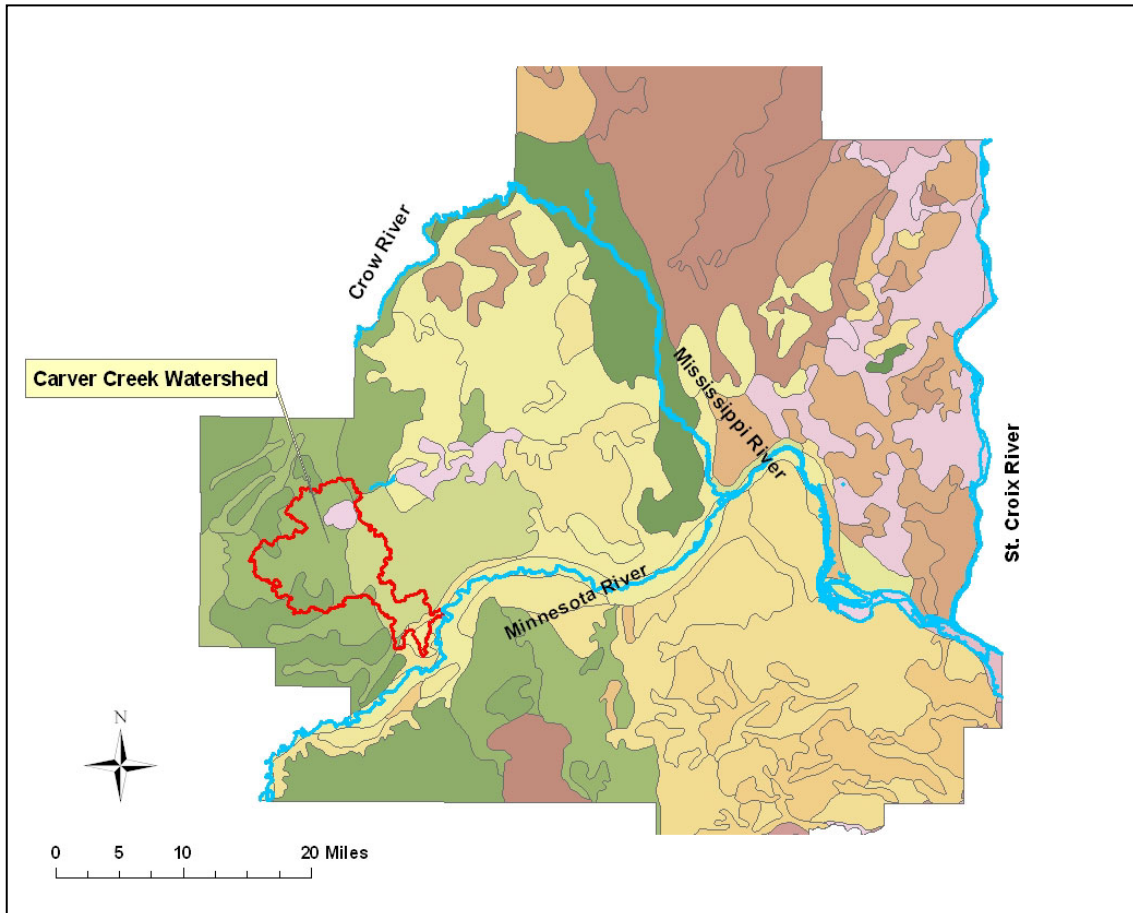 Crow River
Carver Creek Watershed
Mississippi River
St. Croix River
Minnesota River
N
0 5 10 20 Miles